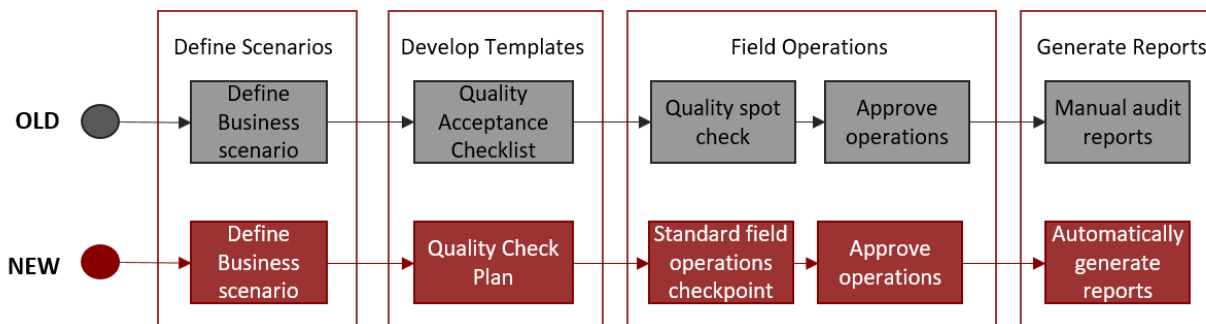 Define Scenarios
Develop Templates
Field Operations
Generate Reports
OLD
Define
Business
scenario
Quality
Acceptance
Checklist
Quality spot
check
Approve
operations
Manual audit
reports
NEW
Define
Business
scenario
Quality Check
Plan
Standard field
operations
checkpoint
Approve
operations
Automatically
generate
reports